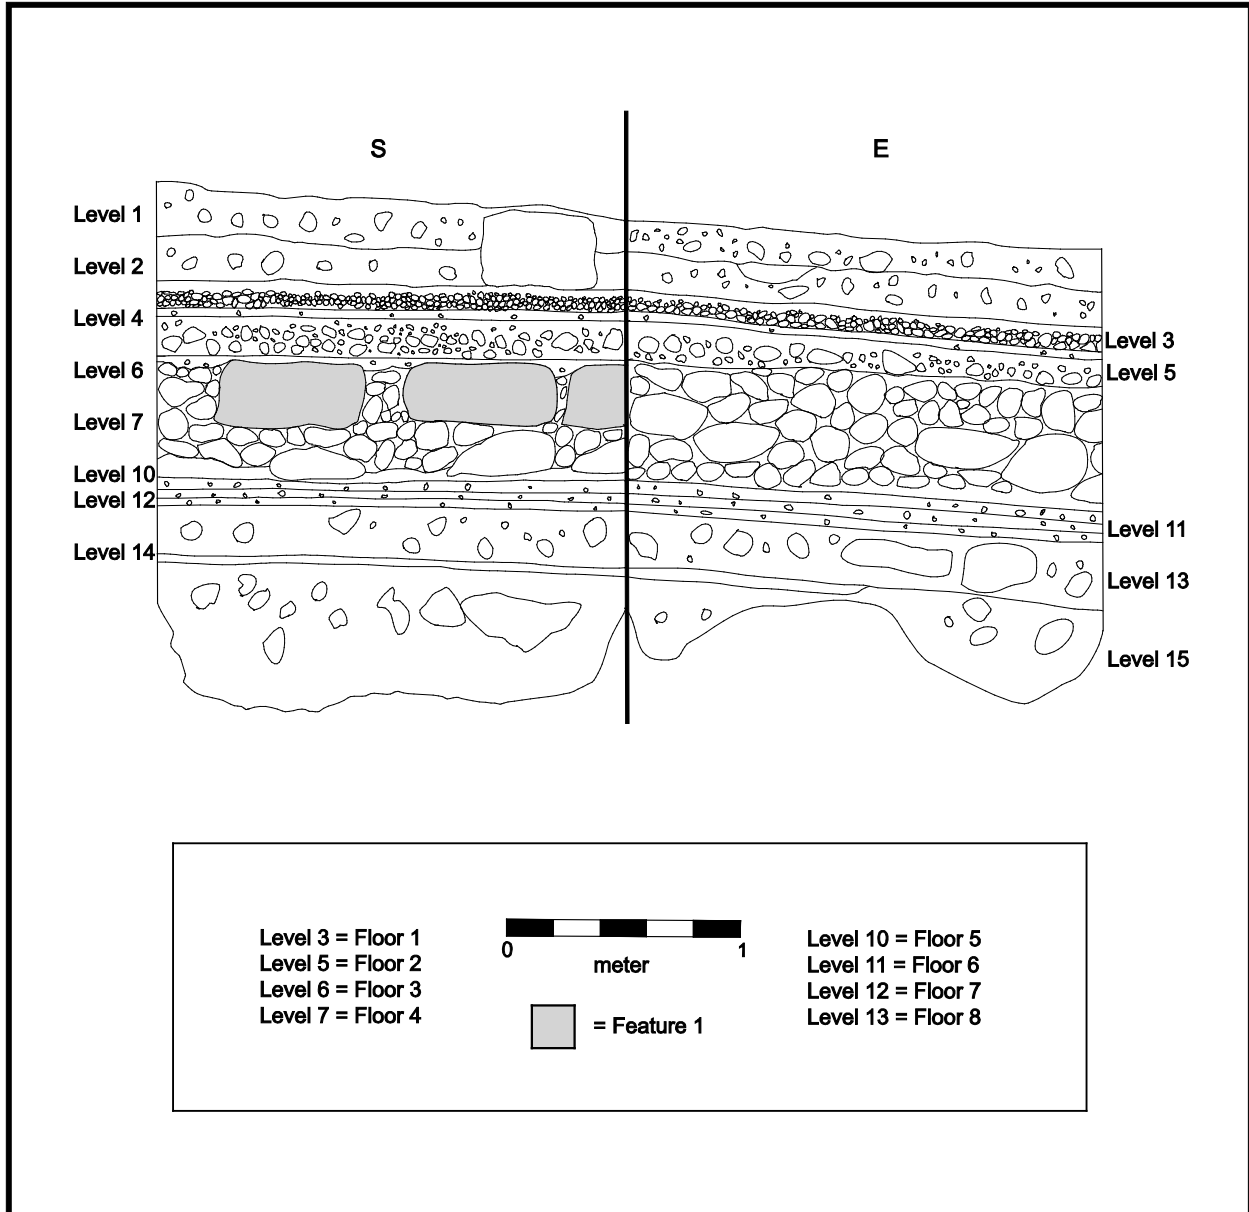 S
E
Level 1
Level 2
Level 4
Level 3
Level 6
Level 5
Level 7
Level 10
Level 12
Level 11
Level 14
Level 13
Level 15
Level 3 = Floor 1
Level 5 = Floor 2
Level 6 = Floor 3
Level 7 = Floor 4
0 1
meter
= Feature 1
Level 10 = Floor 5
Level 11 = Floor 6
Level 12 = Floor 7
Level 13 = Floor 8